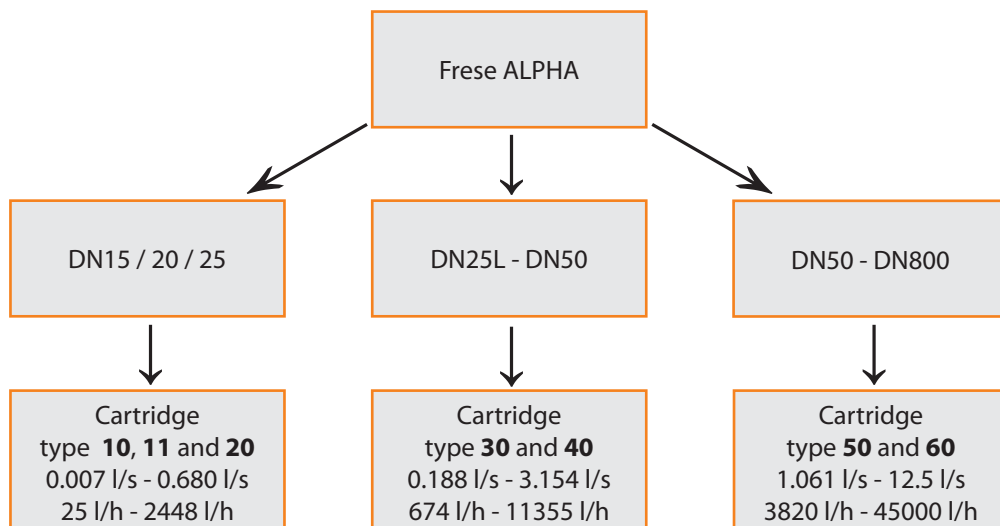 Frese ALPHA
DN15 / 20 / 25
DN25L - DN50
DN50 - DN800
Cartridge
type 10, 11 and 20
0.007 l/s - 0.680 l/s
25 l/h - 2448 l/h
Cartridge
type 30 and 40
0.188 l/s - 3.154 l/s
674 l/h - 11355 l/h
Cartridge
type 50 and 60
1.061 l/s - 12.5 l/s
3820 l/h - 45000 l/h